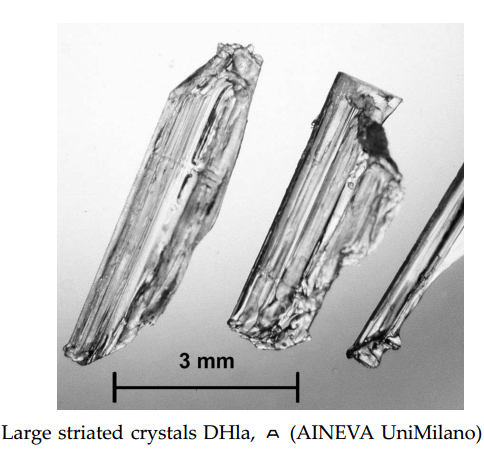 3 mm
Large striated crystals DHla, ᴀ (AINEVA UniMilano)